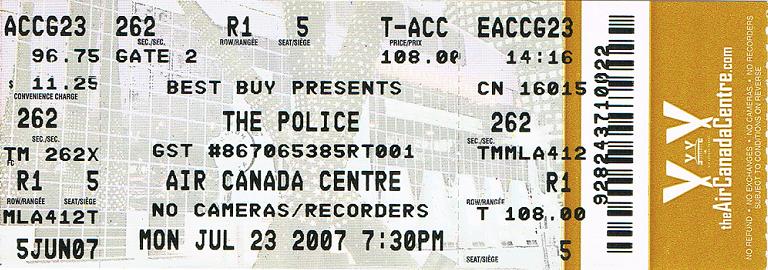 ACCG23 262 R1 5 T-ACC EACCG23
SEC./SEC. ROW/RANGÉE SEAT/SIÈGE PRICE/PRIX
96.75 GATE 2 108.00 14:16
$ 11.25 BEST BUY PRESENTS CN 16015
CONVENIENCE CHARGE
262 THE POLICE 262
SEC./SEC. SEC./SEC.
TM 262X GST #867065385RT001 TMMLA412
R1 5 AIR CANADA CENTRE R1
ROW/RANGÉE SEAT/SIÈGE ROW/RANGÉE
MLA412T NO CAMERAS/RECORDERS T 108.00
5JUN07 MON JUL 23 2007 7:30PM 5
SEAT/SIÈGE
928243710022
theAirCanadaCentre.com
NO REFUND • NO EXCHANGES • NO CAMERAS • NO RECORDERS
SUBJECT TO CONDITIONS ON REVERSE